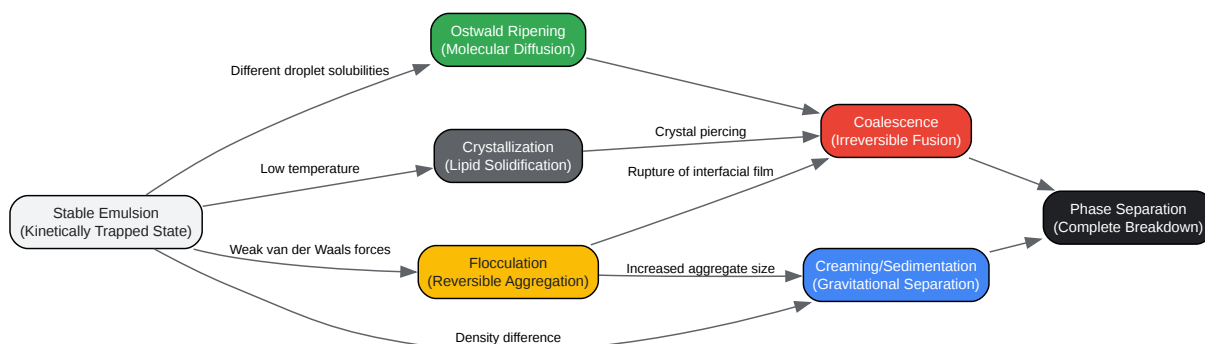 Ostwald Ripening
(Molecular Diffusion)
Different droplet solubilities
Coalescence
(Irreversible Fusion)
Crystal piercing
Crystallization
(Lipid Solidification)
Low temperature
Rupture of interfacial film
Stable Emulsion
(Kinetically Trapped State)
Phase Separation
(Complete Breakdown)
Weak van der Waals forces
Flocculation
(Reversible Aggregation)
Increased aggregate size
Creaming/Sedimentation
(Gravitational Separation)
Density difference